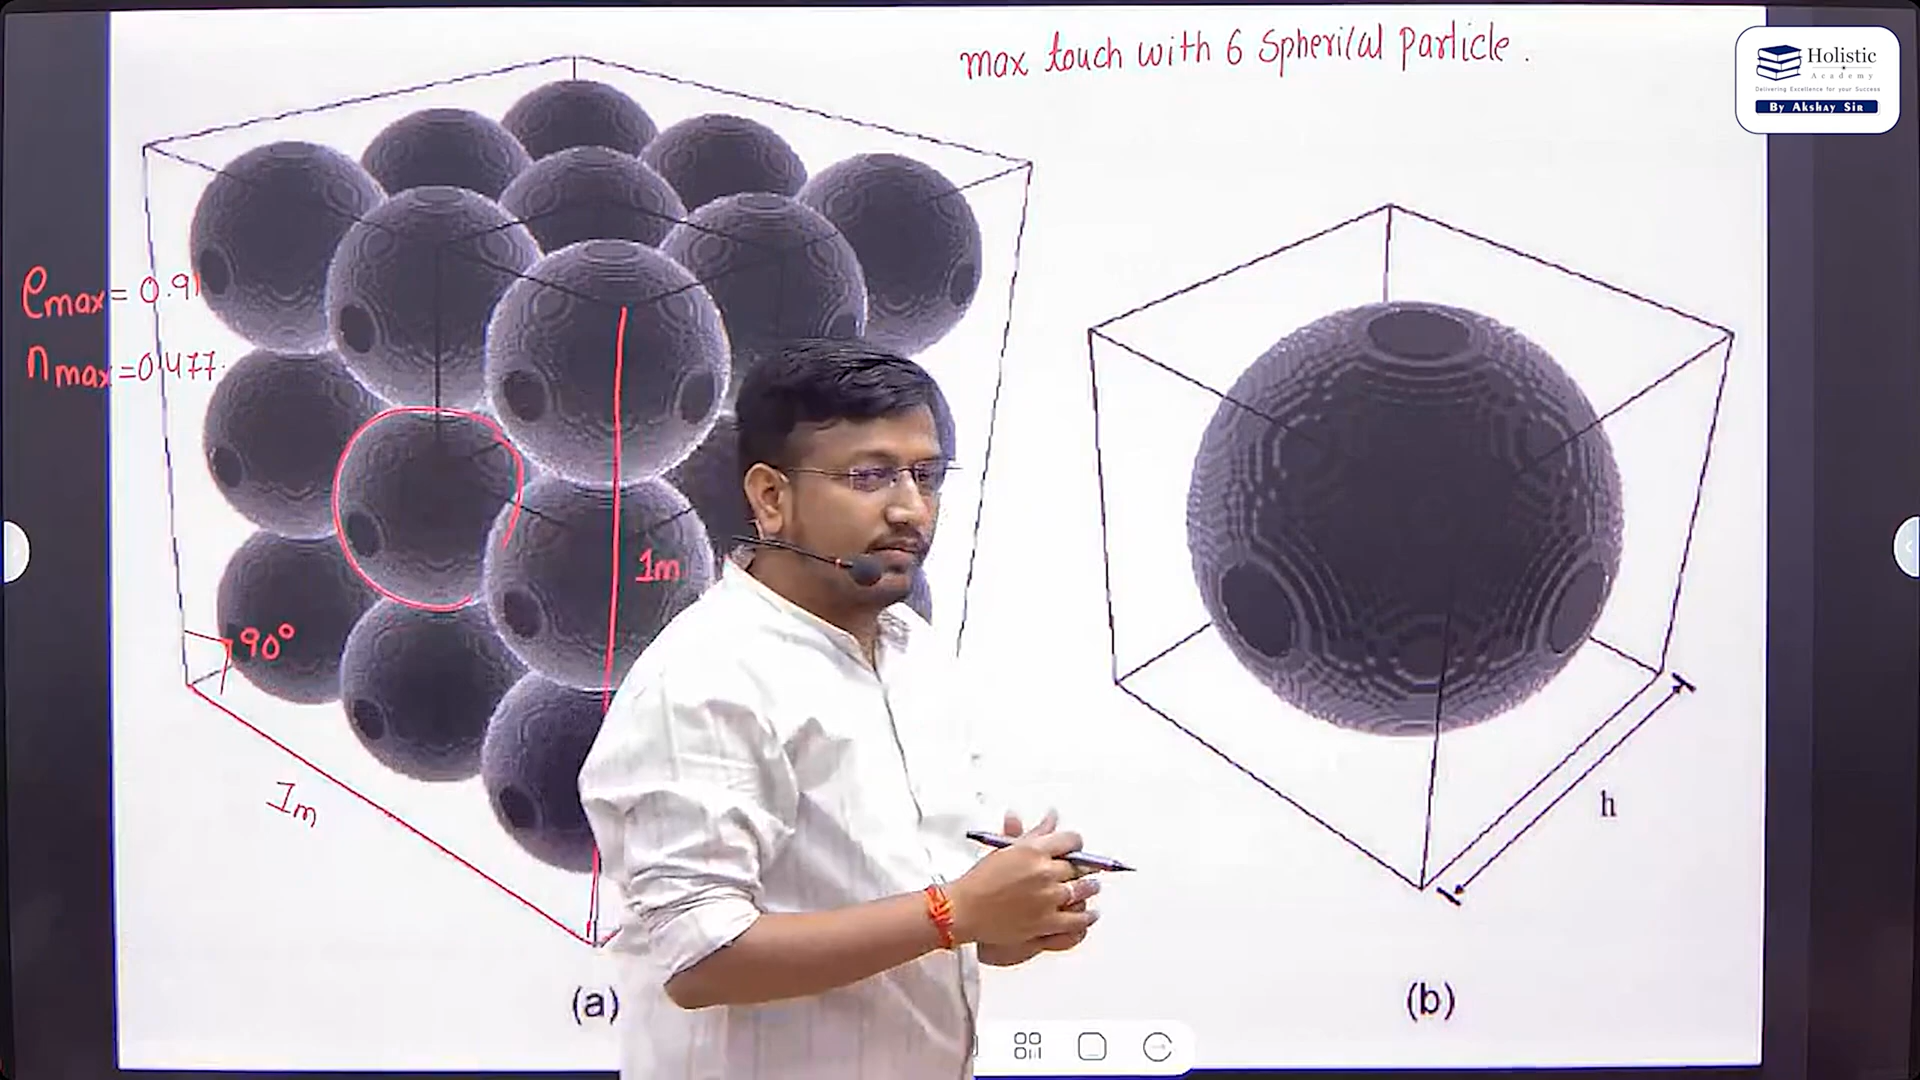 max touch with 6 Spherical Particle.
Holistic
Academy
Delivering Excellence for your Success
By Akshay Sir
emax = 0.91
nmax = 0.477.
1m
90°
1m
h
(a)
(b)